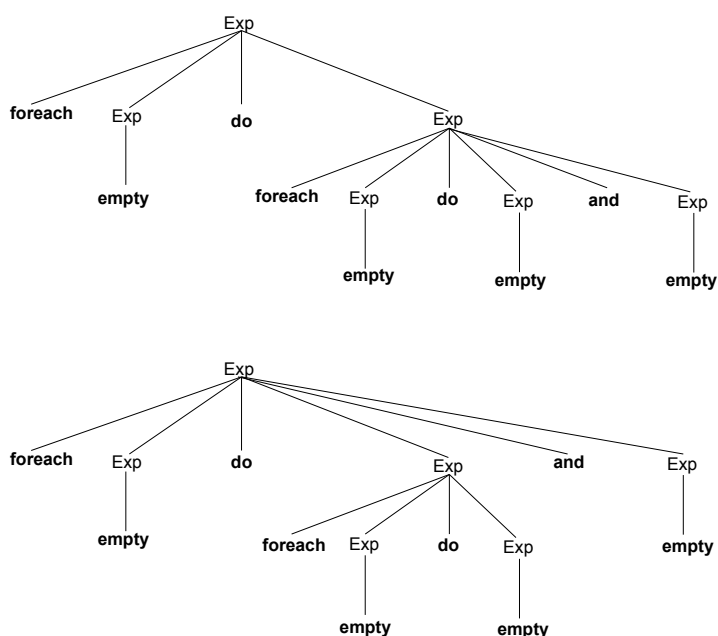 Exp
foreach Exp do Exp
empty foreach Exp do Exp and Exp
empty empty empty
Exp
foreach Exp do Exp and Exp
empty foreach Exp do Exp empty
empty empty